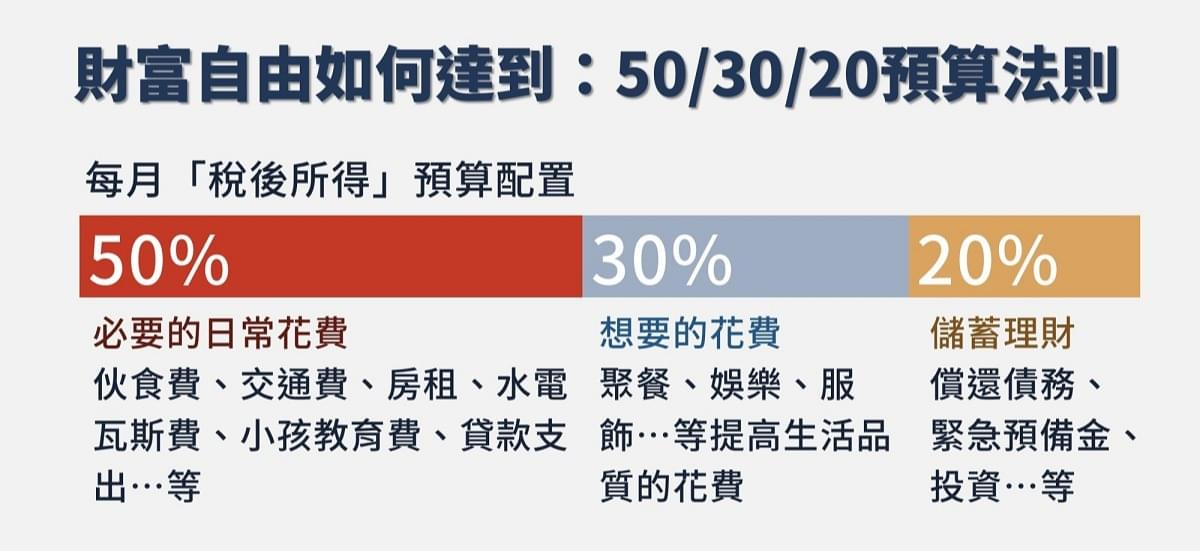 財富自由如何達到：50/30/20預算法則
每月「稅後所得」預算配置
50%
30%
20%
必要的日常花費
伙食費、交通費、房租、水電
瓦斯費、小孩教育費、貸款支
出…等
想要的花費
聚餐、娛樂、服
飾…等提高生活品
質的花費
儲蓄理財
償還債務、
緊急預備金、
投資…等